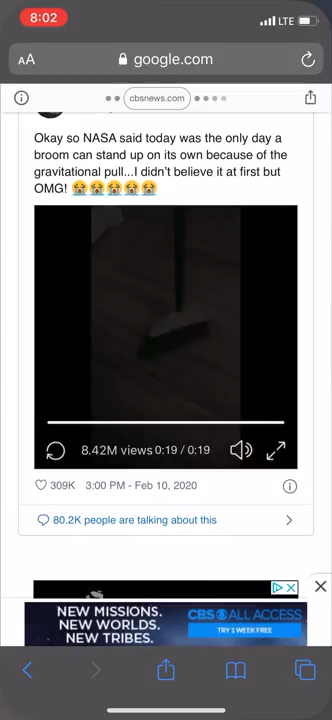 8:02
LTE
AA
google.com
cbsnews.com
Okay so NASA said today was the only day a
broom can stand up on its own because of the
gravitational pull...I didn’t believe it at first but
OMG! 😭😭😭😭😭
8.42M views 0:19 / 0:19
309K 3:00 PM - Feb 10, 2020
80.2K people are talking about this
NEW MISSIONS.
NEW WORLDS.
NEW TRIBES.
CBS ALL ACCESS
TRY 1 WEEK FREE